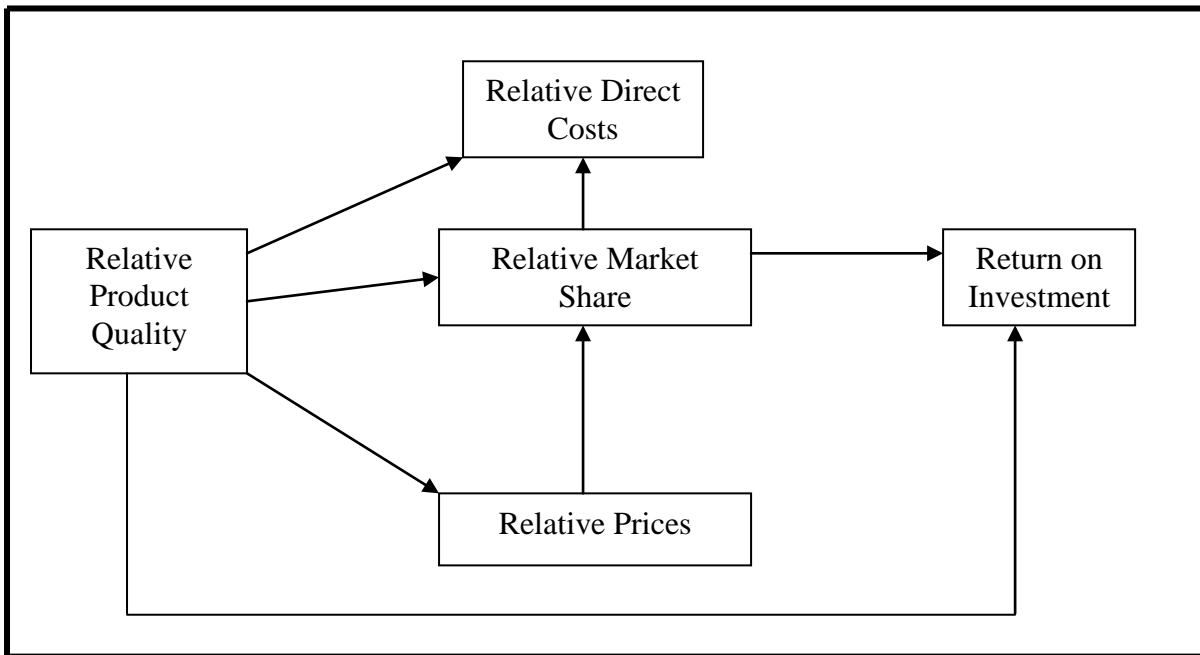 Relative Direct
Costs
Relative
Product
Quality
Relative Market
Share
Return on
Investment
Relative Prices